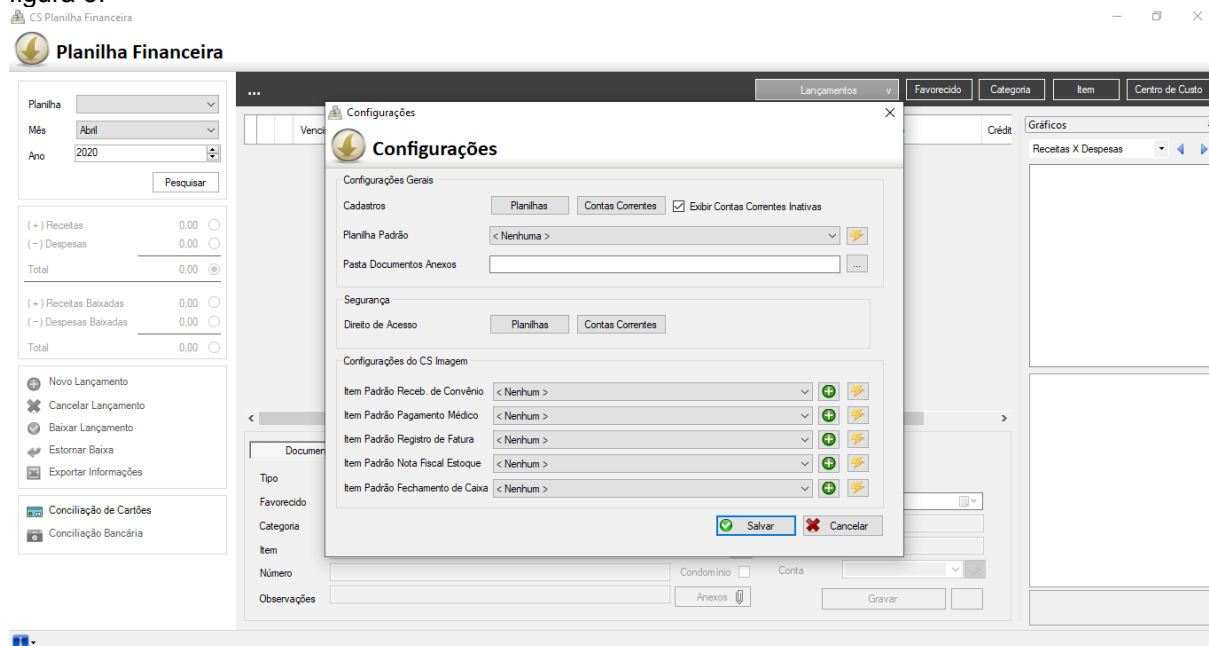 CS Planilha Financeira
Planilha Financeira
Planilha
Mês Abril
Ano 2020
Pesquisar
(+) Receitas 0,00
(−) Despesas 0,00
Total 0,00
(+) Receitas Baixadas 0,00
(−) Despesas Baixadas 0,00
Total 0,00
Novo Lançamento
Cancelar Lançamento
Baixar Lançamento
Estornar Baixa
Exportar Informações
Conciliação de Cartões
Conciliação Bancária
... Lançamentos v Favorecido Categoria Item Centro de Custo
Crédit
Gráficos
Receitas X Despesas
Configurações
Configurações
Configurações Gerais
Cadastros Planilhas Contas Correntes Exibir Contas Correntes Inativas
Planilha Padrão < Nenhuma >
Pasta Documentos Anexos ...
Segurança
Direito de Acesso Planilhas Contas Correntes
Configurações do CS Imagem
Item Padrão Receb. de Convênio < Nenhum >
Item Padrão Pagamento Médico < Nenhum >
Item Padrão Registro de Fatura < Nenhum >
Item Padrão Nota Fiscal Estoque < Nenhum >
Item Padrão Fechamento de Caixa < Nenhum >
Salvar Cancelar
Tipo
Favorecido
Categoria
Item
Número Condomínio Conta
Observações Anexos Gravar